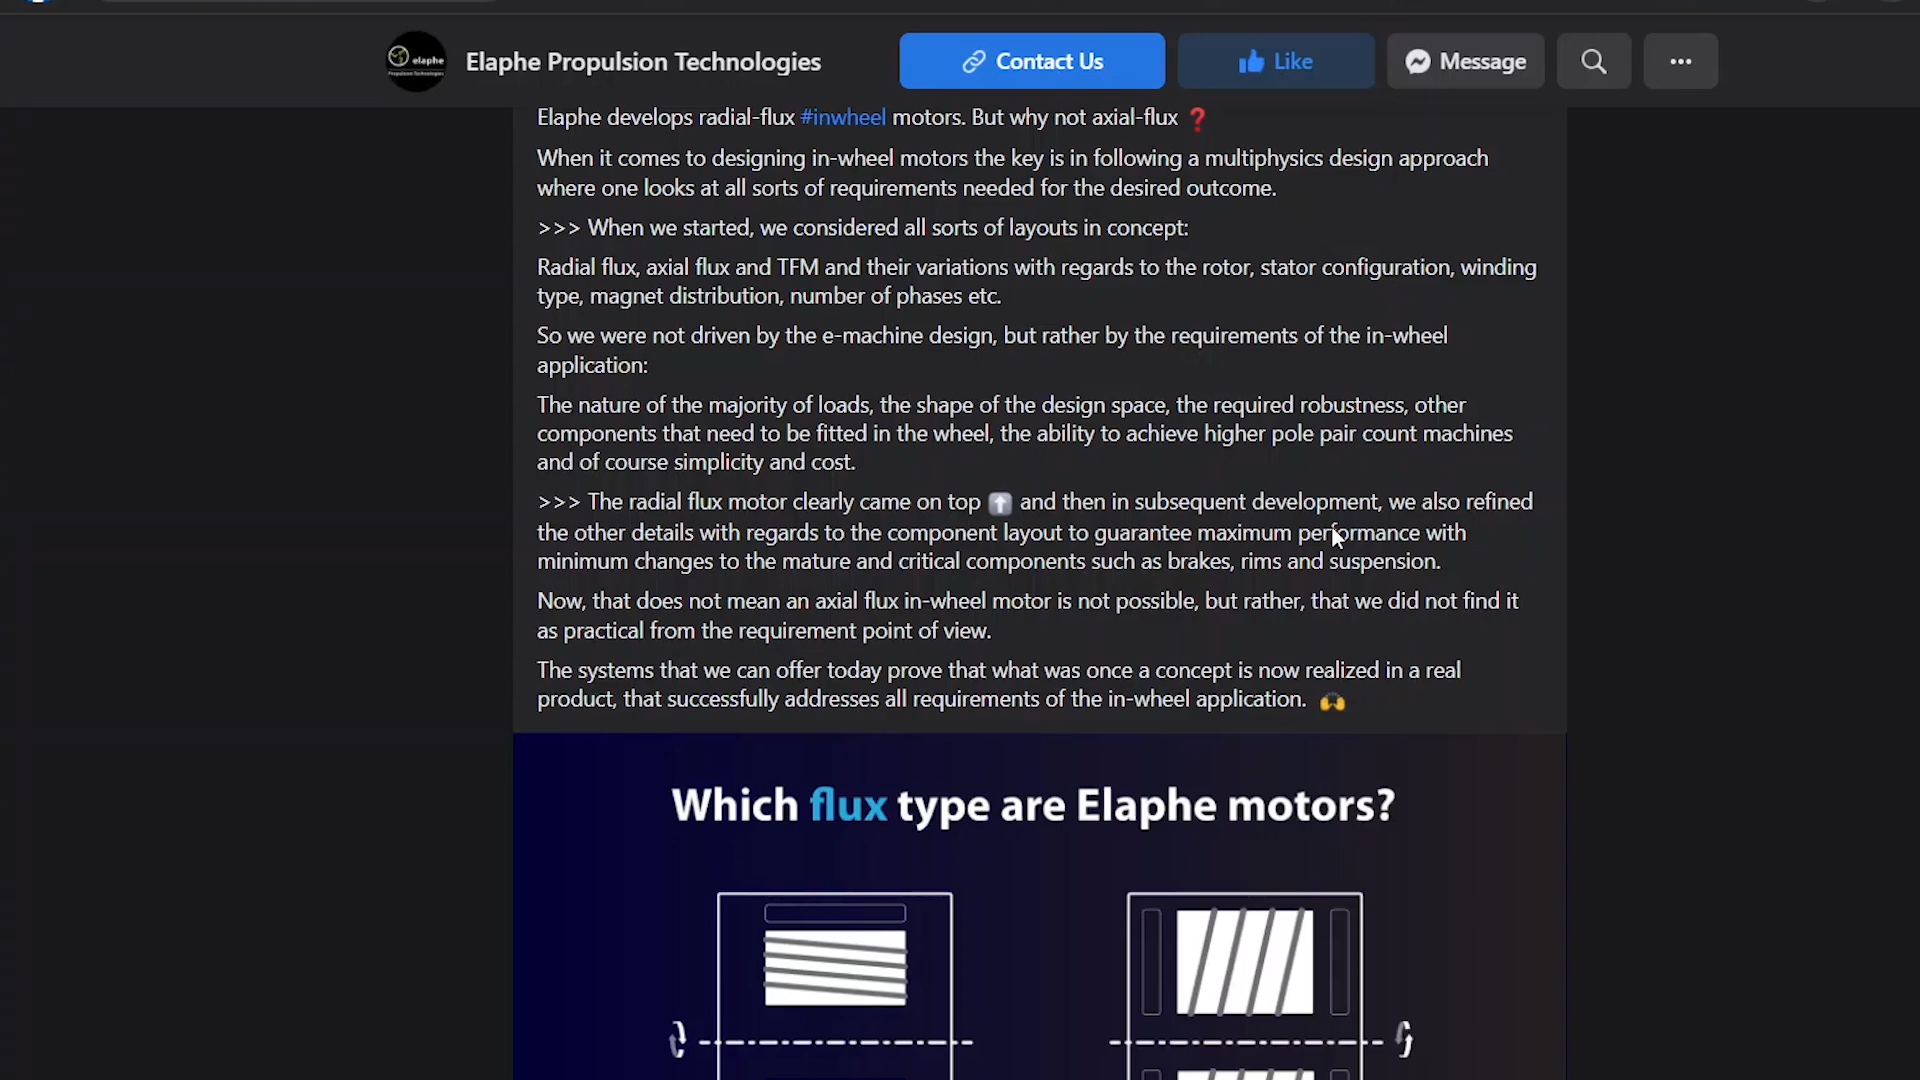 elaphe
Propulsion Technologies
Elaphe Propulsion Technologies
Contact Us
Like
Message
Elaphe develops radial-flux #inwheel motors. But why not axial-flux ❓
When it comes to designing in-wheel motors the key is in following a multiphysics design approach
where one looks at all sorts of requirements needed for the desired outcome.
>>> When we started, we considered all sorts of layouts in concept:
Radial flux, axial flux and TFM and their variations with regards to the rotor, stator configuration, winding
type, magnet distribution, number of phases etc.
So we were not driven by the e-machine design, but rather by the requirements of the in-wheel
application:
The nature of the majority of loads, the shape of the design space, the required robustness, other
components that need to be fitted in the wheel, the ability to achieve higher pole pair count machines
and of course simplicity and cost.
>>> The radial flux motor clearly came on top ⬆️ and then in subsequent development, we also refined
the other details with regards to the component layout to guarantee maximum performance with
minimum changes to the mature and critical components such as brakes, rims and suspension.
Now, that does not mean an axial flux in-wheel motor is not possible, but rather, that we did not find it
as practical from the requirement point of view.
The systems that we can offer today prove that what was once a concept is now realized in a real
product, that successfully addresses all requirements of the in-wheel application. 🙌
Which flux type are Elaphe motors?